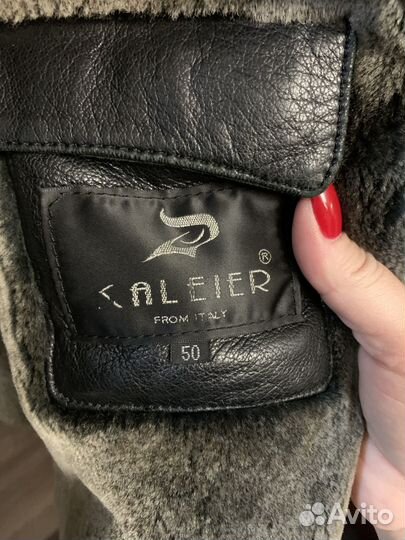 KALEIER ®
FROM ITALY
50
Avito